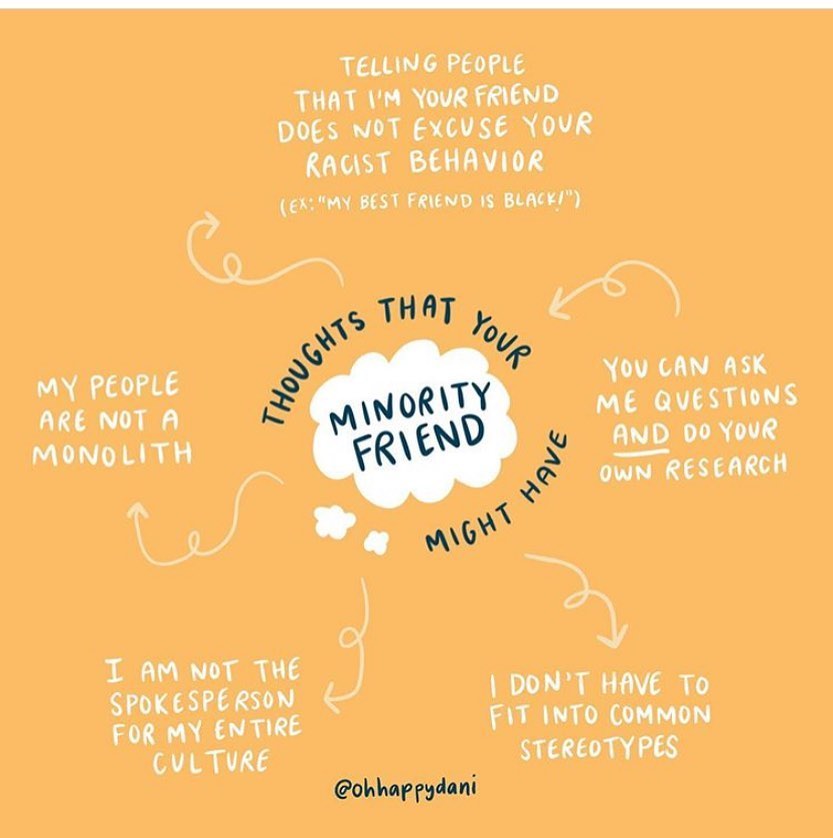 TELLING PEOPLE
THAT I'M YOUR FRIEND
DOES NOT EXCUSE YOUR
RACIST BEHAVIOR
(EX: "MY BEST FRIEND IS BLACK!")
THOUGHTS THAT YOUR
MINORITY
FRIEND
MIGHT HAVE
YOU CAN ASK
ME QUESTIONS
AND DO YOUR
OWN RESEARCH
MY PEOPLE
ARE NOT A
MONOLITH
I AM NOT THE
SPOKESPERSON
FOR MY ENTIRE
CULTURE
I DON'T HAVE TO
FIT INTO COMMON
STEREOTYPES
@ohhappydani